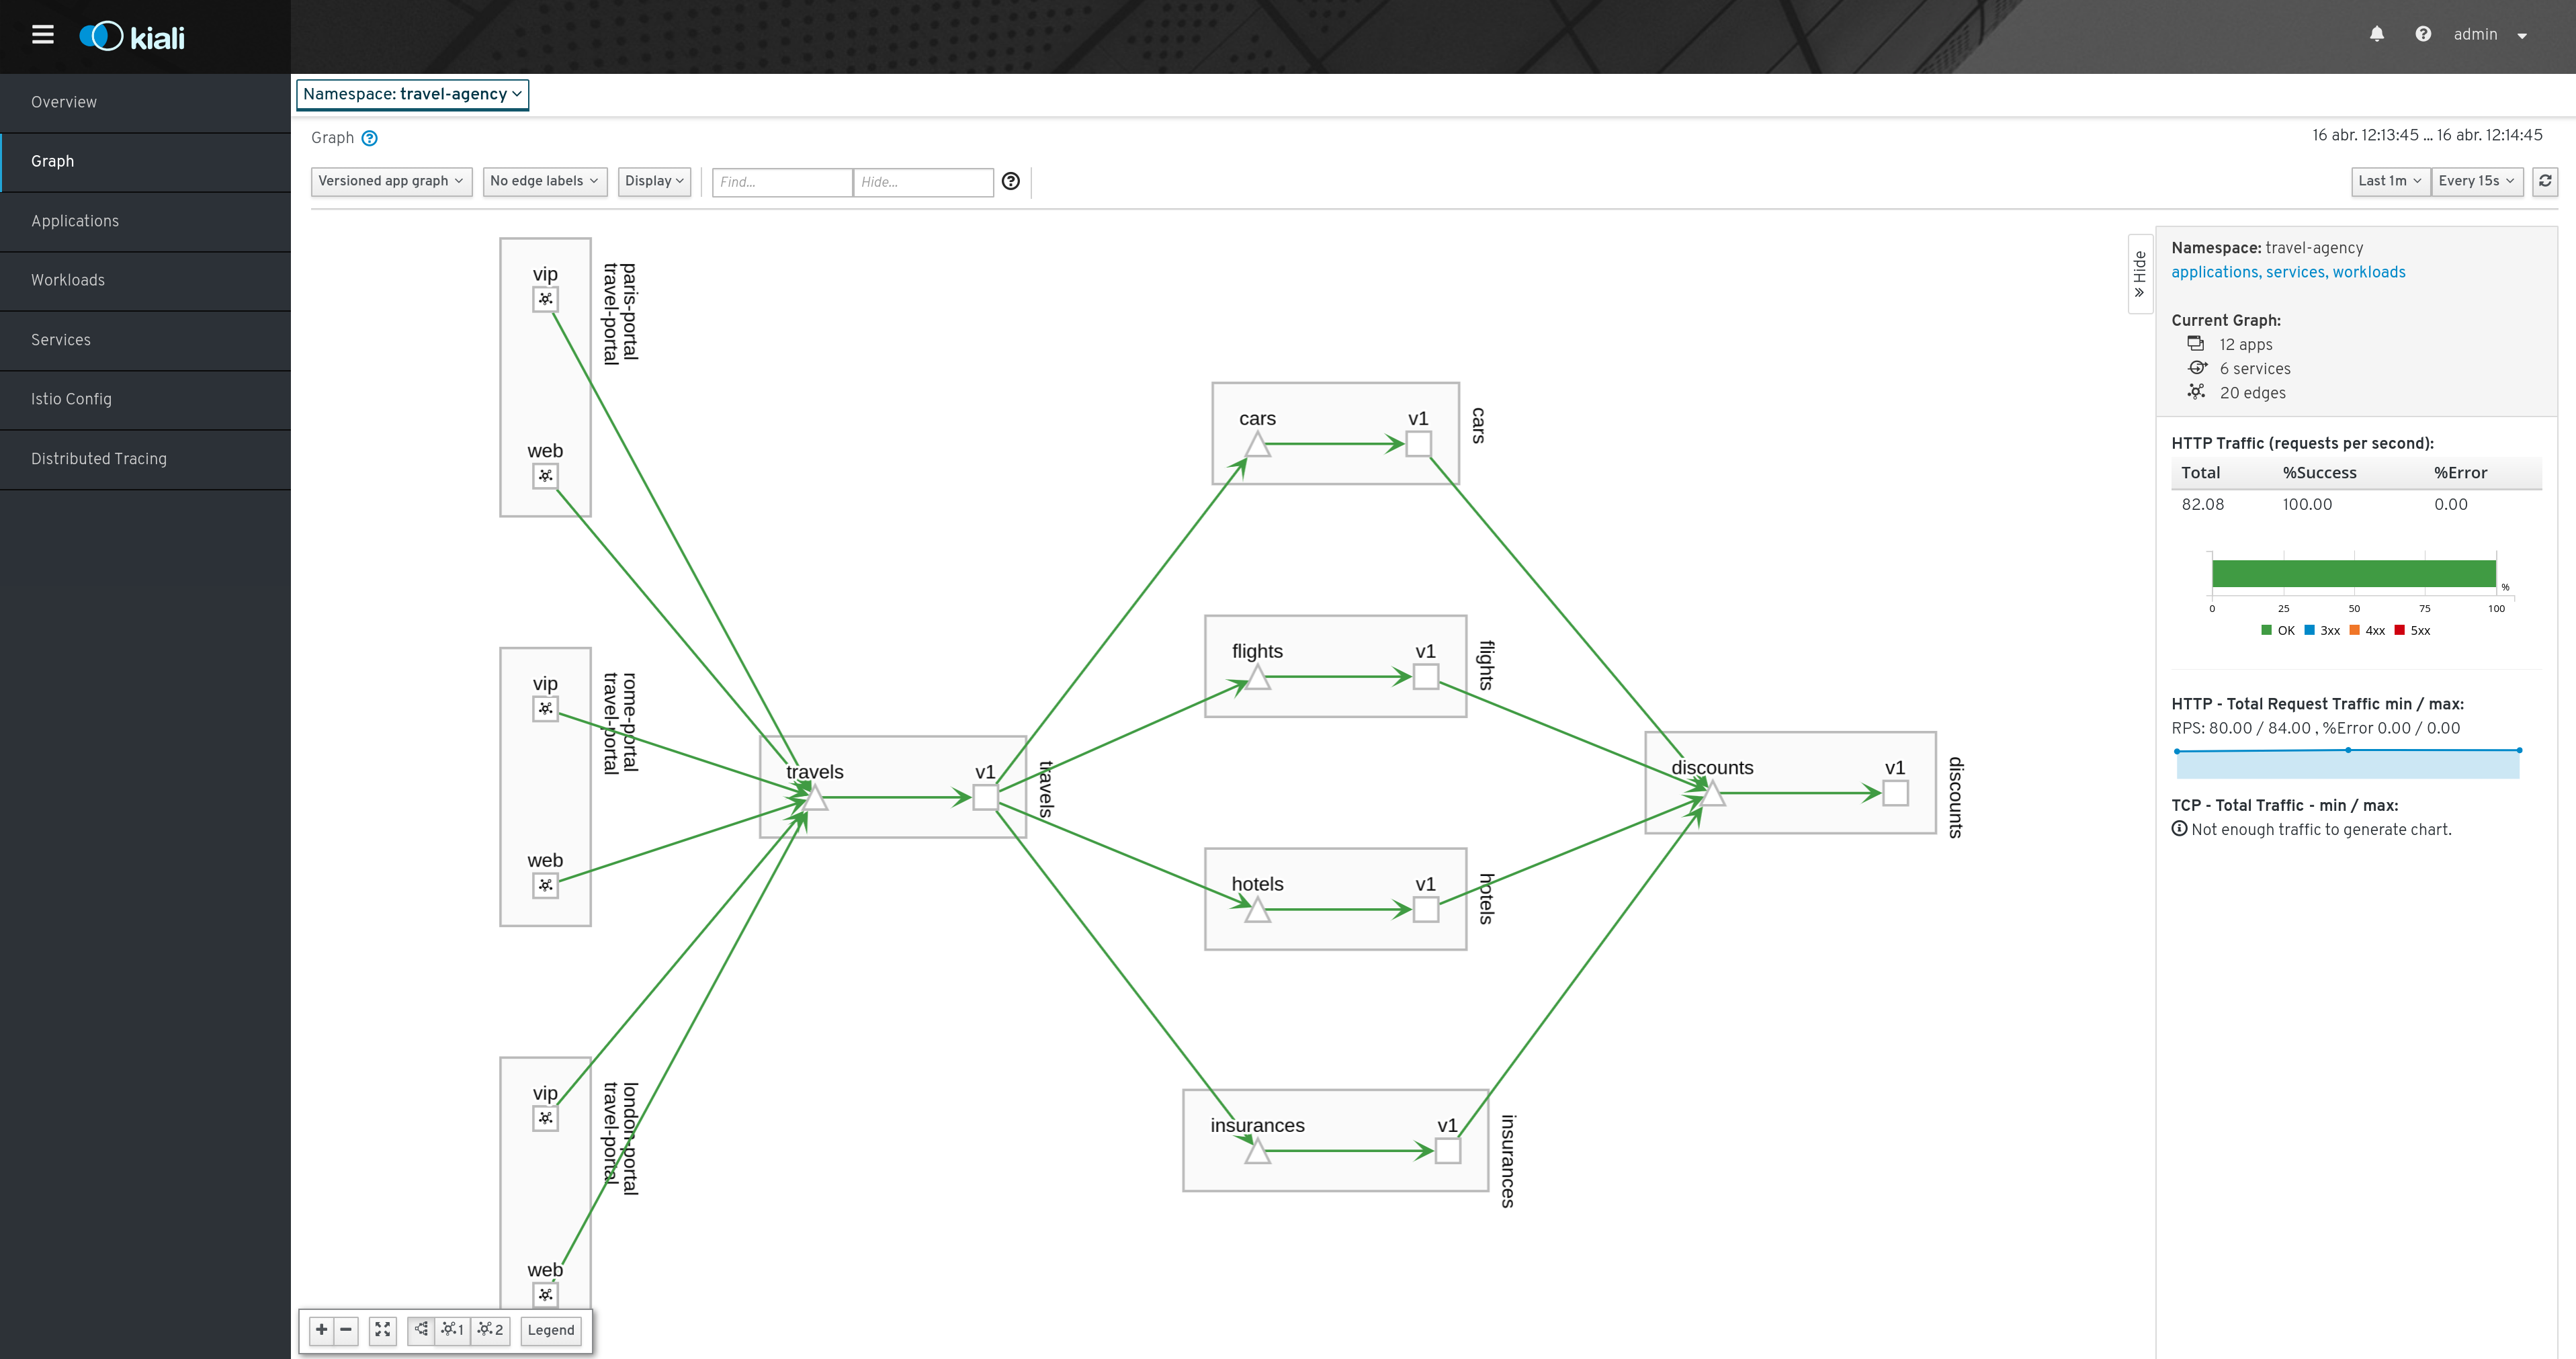 kiali
admin
Overview
Graph
Applications
Workloads
Services
Istio Config
Distributed Tracing
Namespace: travel-agency
Graph
16 abr. 12:13:45 ... 16 abr. 12:14:45
Versioned app graph
No edge labels
Display
Find...
Hide...
Last 1m
Every 15s
vip
web
paris-portal
travel-portal
vip
web
rome-portal
travel-portal
vip
web
london-portal
travel-portal
travels
v1
travels
cars
v1
cars
flights
v1
flights
hotels
v1
hotels
insurances
v1
insurances
discounts
v1
discounts
1
2
Legend
Hide
Namespace: travel-agency
applications, services, workloads
Current Graph:
12 apps
6 services
20 edges
HTTP Traffic (requests per second):
Total %Success %Error
82.08 100.00 0.00
%
0 25 50 75 100
OK 3xx 4xx 5xx
HTTP - Total Request Traffic min / max:
RPS: 80.00 / 84.00 , %Error 0.00 / 0.00
TCP - Total Traffic - min / max:
Not enough traffic to generate chart.